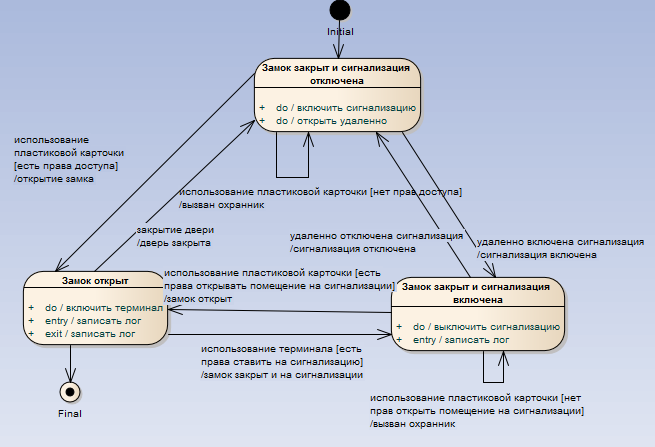 Initial
Замок закрыт и сигнализация
отключена
+ do / включить сигнализацию
+ do / открыть удаленно
использование
пластиковой карточки
[есть права доступа]
/открытие замка
использование пластиковой карточки [нет прав доступа]
/вызван охранник
закрытие двери
/дверь закрыта
удаленно отключена сигнализация
/сигнализация отключена
удаленно включена сигнализация
/сигнализация включена
Замок открыт
+ do / включить терминал
+ entry / записать лог
+ exit / записать лог
использование пластиковой карточки [есть
права открывать помещение на сигнализации]
/замок открыт
Замок закрыт и сигнализация
включена
+ do / выключить сигнализацию
+ entry / записать лог
использование терминала [есть
права ставить на сигнализацию]
/замок закрыт и на сигнализации
Final
использование пластиковой карточки [нет
прав открыть помещение на сигнализации]
/вызван охранник